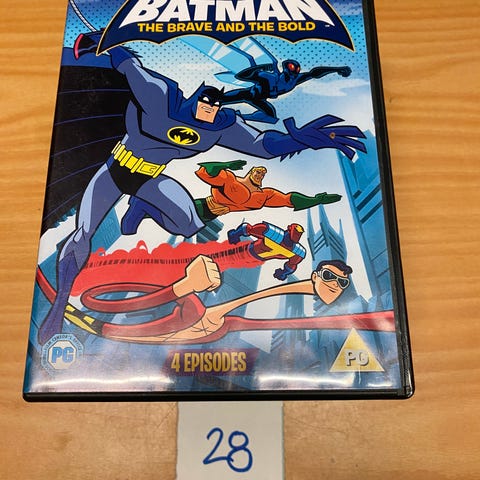 BATMAN
THE BRAVE AND THE BOLD
4 EPISODES
PG
PG
28